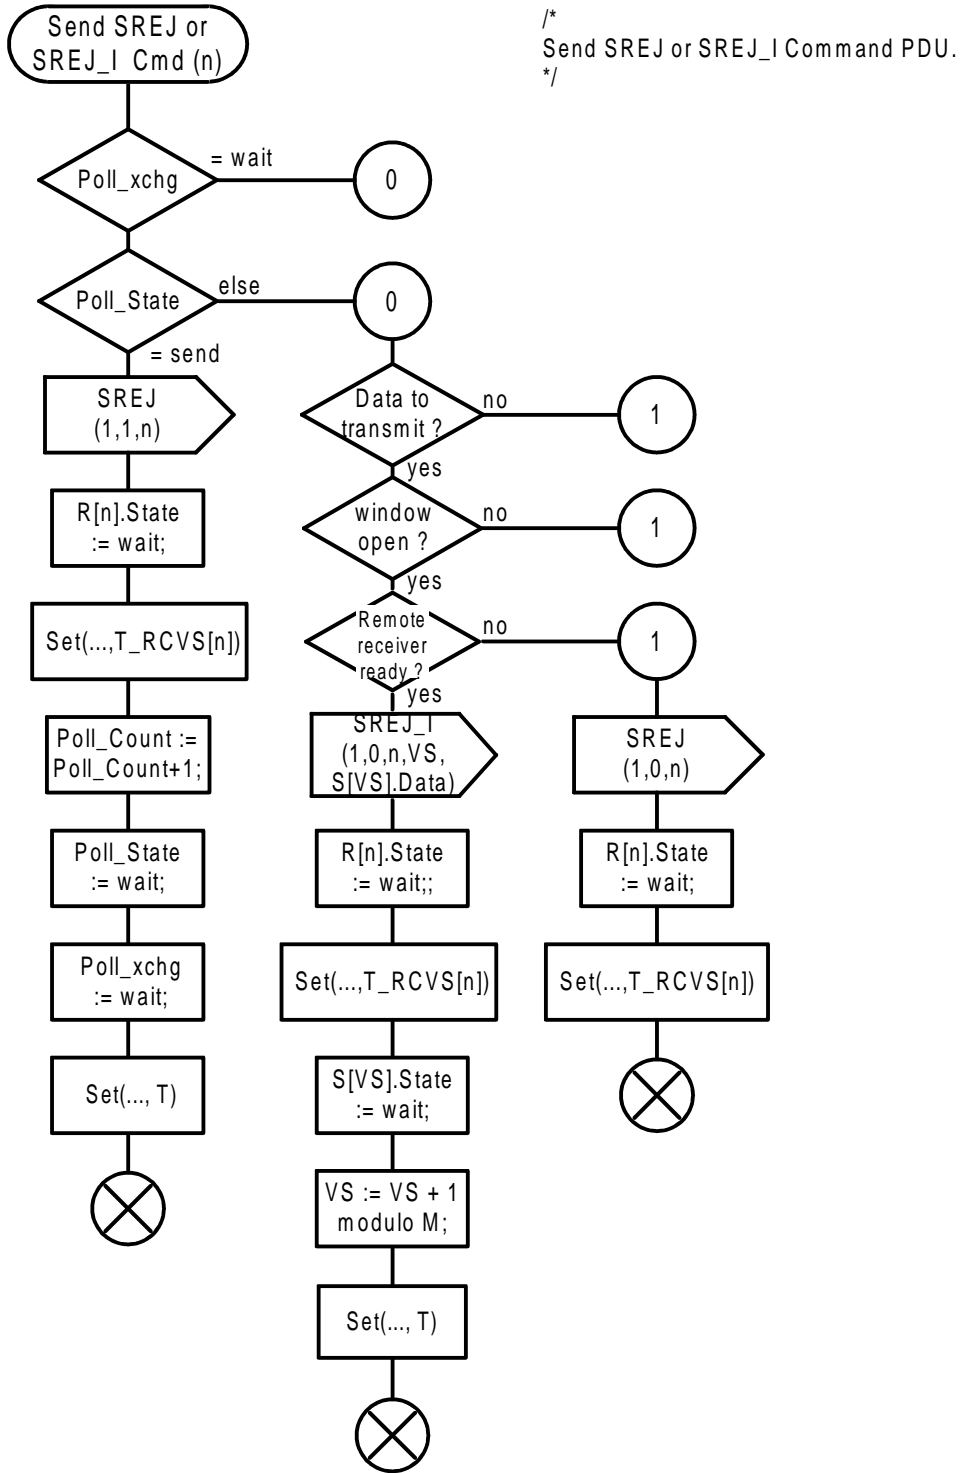 Send SREJ or
SREJ_I Cmd (n)
/*
Send SREJ or SREJ_I Command PDU.
*/
Poll_xchg
= wait
0
Poll_State
else
0
= send
SREJ
(1,1,n)
R[n].State
:= wait;
Set(...,T_RCVS[n])
Poll_Count :=
Poll_Count+1;
Poll_State
:= wait;
Poll_xchg
:= wait;
Set(..., T)
Data to
transmit ?
no
1
yes
window
open ?
no
1
yes
Remote
receiver
ready ?
no
1
yes
SREJ_I
(1,0,n,VS,
S[VS].Data)
R[n].State
:= wait;;
Set(...,T_RCVS[n])
S[VS].State
:= wait;
VS := VS + 1
modulo M;
Set(..., T)
SREJ
(1,0,n)
R[n].State
:= wait;
Set(...,T_RCVS[n])